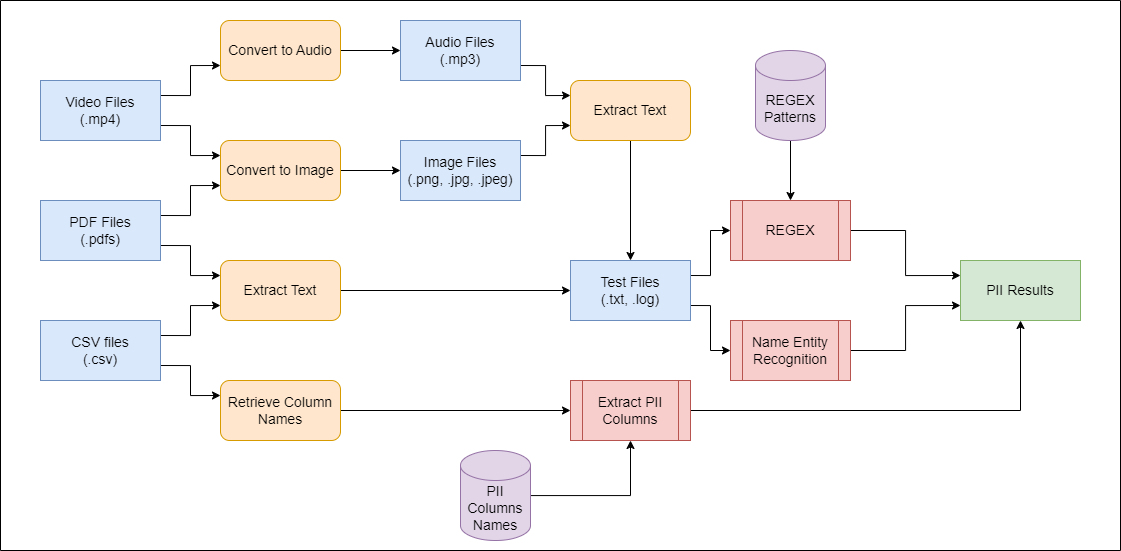 Convert to Audio
Audio Files
(.mp3)
Video Files
(.mp4)
Extract Text
REGEX
Patterns
Convert to Image
Image Files
(.png, .jpg, .jpeg)
PDF Files
(.pdfs)
REGEX
Extract Text
Test Files
(.txt, .log)
PII Results
CSV files
(.csv)
Name Entity
Recognition
Retrieve Column
Names
Extract PII
Columns
PII
Columns
Names